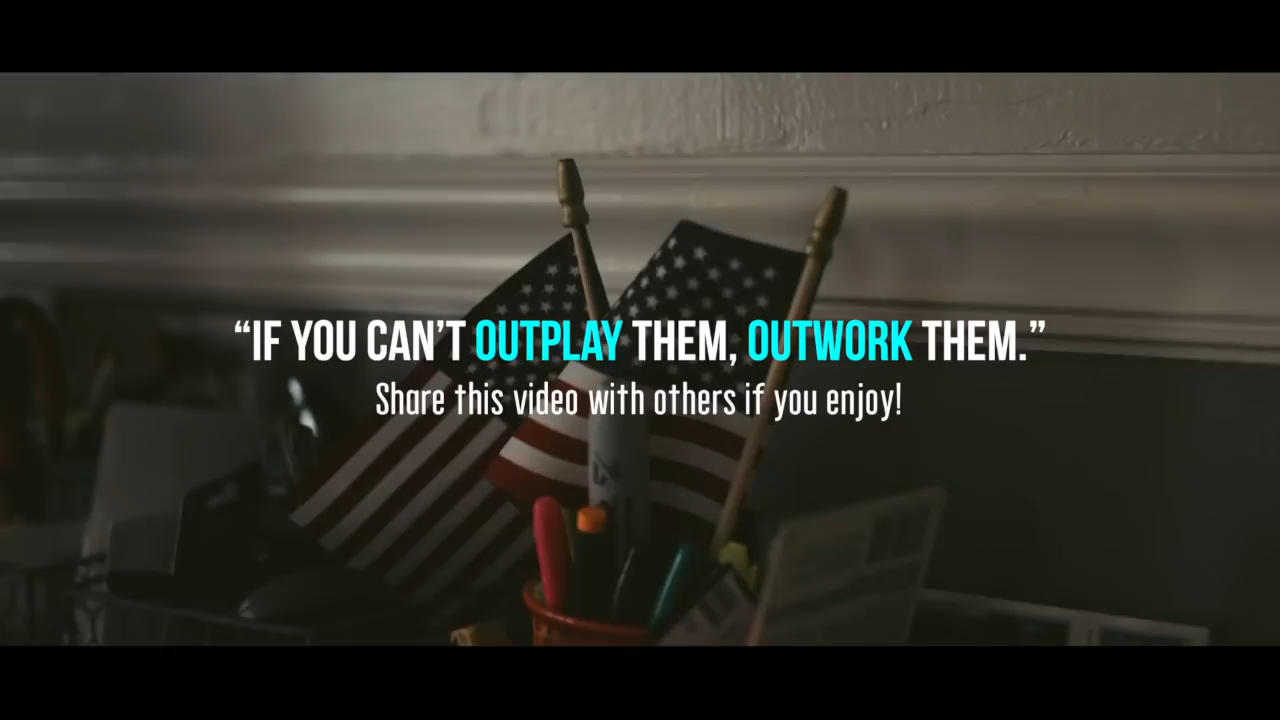 “IF YOU CAN’T OUTPLAY THEM, OUTWORK THEM.”
Share this video with others if you enjoy!